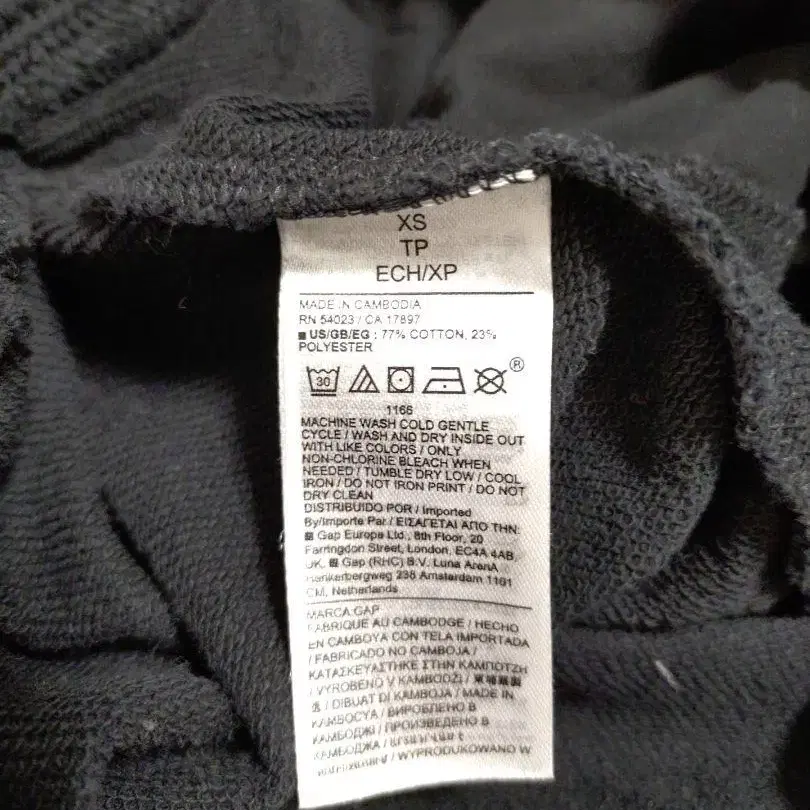 XS
TP
ECH/XP
MADE IN CAMBODIA
RN 54023 / CA 17897
US/GB/EG : 77% COTTON, 23%
POLYESTER
30
®
1166
MACHINE WASH COLD GENTLE
CYCLE / WASH AND DRY INSIDE OUT
WITH LIKE COLORS / ONLY
NON-CHLORINE BLEACH WHEN
NEEDED / TUMBLE DRY LOW / COOL
IRON / DO NOT IRON PRINT / DO NOT
DRY CLEAN
DISTRIBUIDO POR / Imported
By/Importe Par / ΕΙΣΑΓΕΤΑΙ ΑΠΟ ΤΗΝ:
Gap Europe Ltd., 8th Floor, 20
Farringdon Street, London, EC4A 4AB,
UK, Gap (RHC) B.V. Luna ArenA
Herikerbergweg 238 Amsterdam 1101
CM, Netherlands
MARCA GAP
FABRIQUE AU CAMBODGE / HECHO
EN CAMBOYA CON TELA IMPORTADA
/ FABRICADO NO CAMBOJA /
ΚΑΤΑΣΚΕΥΑΣΤΗΚΕ ΣΤΗΝ ΚΑΜΠΟΤΖΗ
/ VYROBENO V KAMBODŽI / 柬埔寨製
/ DIBUAT DI KAMBOJA / MADE IN
KAMBOÇYA / ВИРОБЛЕНО В
КАМБОДЖІ / ПРОИЗВЕДЕНО В
КАМБОДЖА /
/ WYPRODUKOWANO W